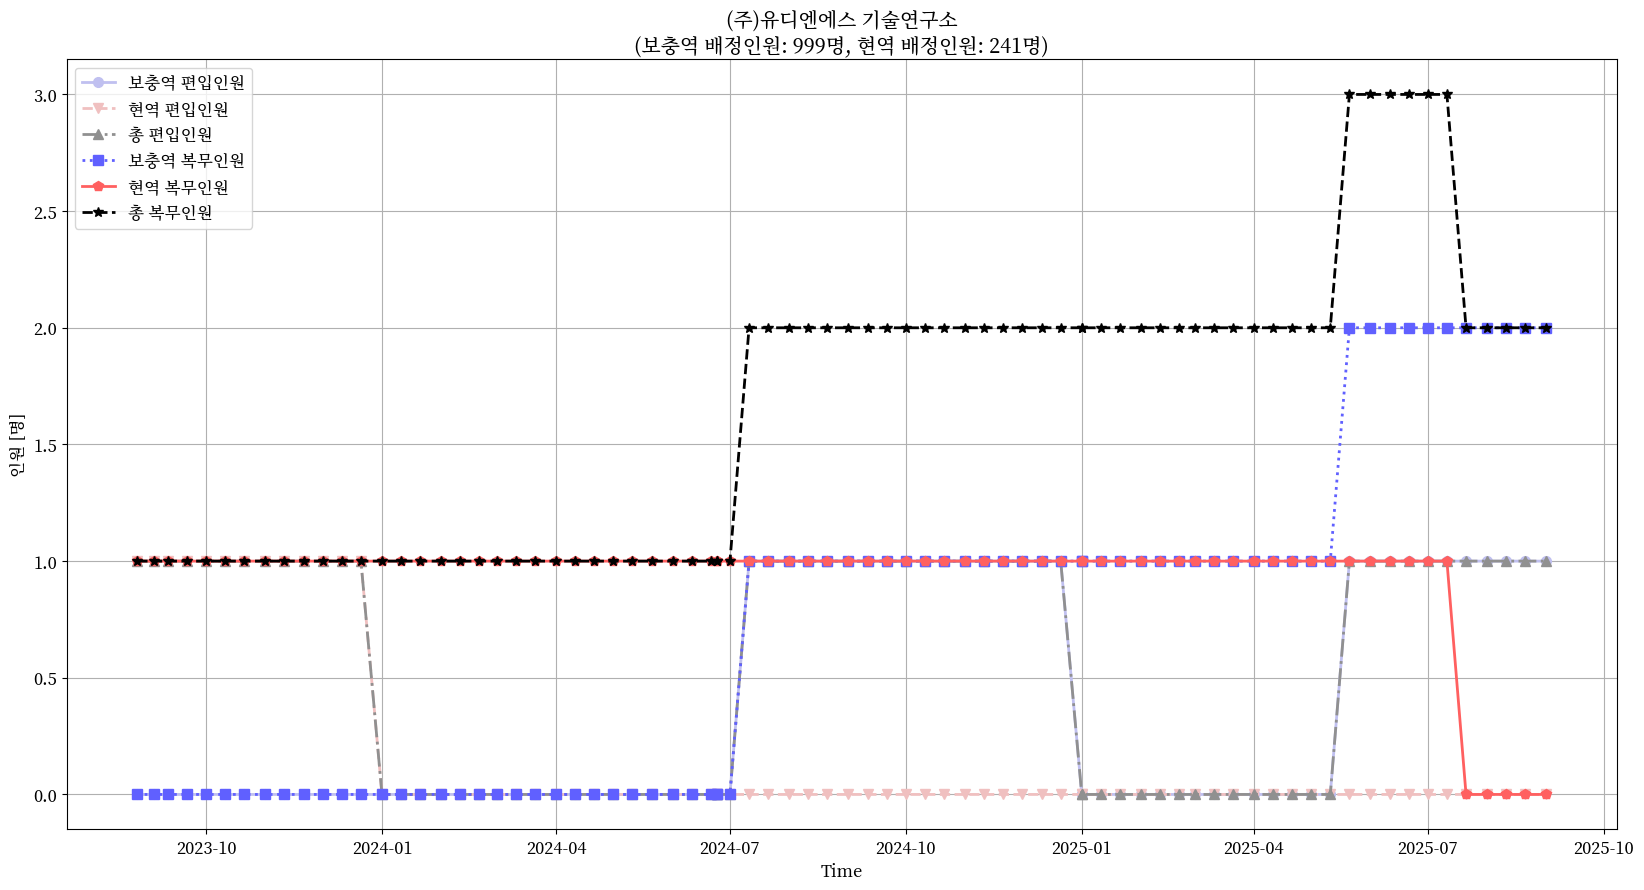 (주)유디엔에스 기술연구소
(보충역 배정인원: 999명, 현역 배정인원: 241명)
보충역 편입인원
현역 편입인원
총 편입인원
보충역 복무인원
현역 복무인원
총 복무인원
인원 [명]
3.0
2.5
2.0
1.5
1.0
0.5
0.0
2023-10
2024-01
2024-04
2024-07
2024-10
2025-01
2025-04
2025-07
2025-10
Time